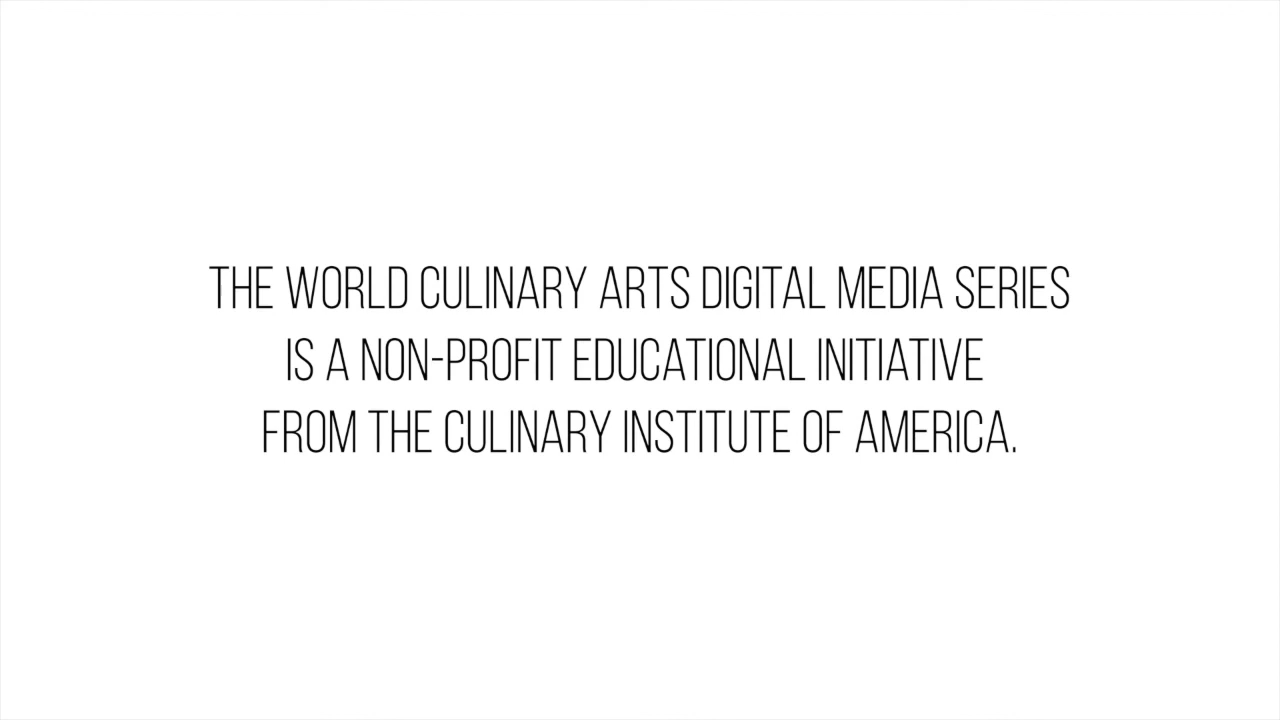 THE WORLD CULINARY ARTS DIGITAL MEDIA SERIES
IS A NON-PROFIT EDUCATIONAL INITIATIVE
FROM THE CULINARY INSTITUTE OF AMERICA.